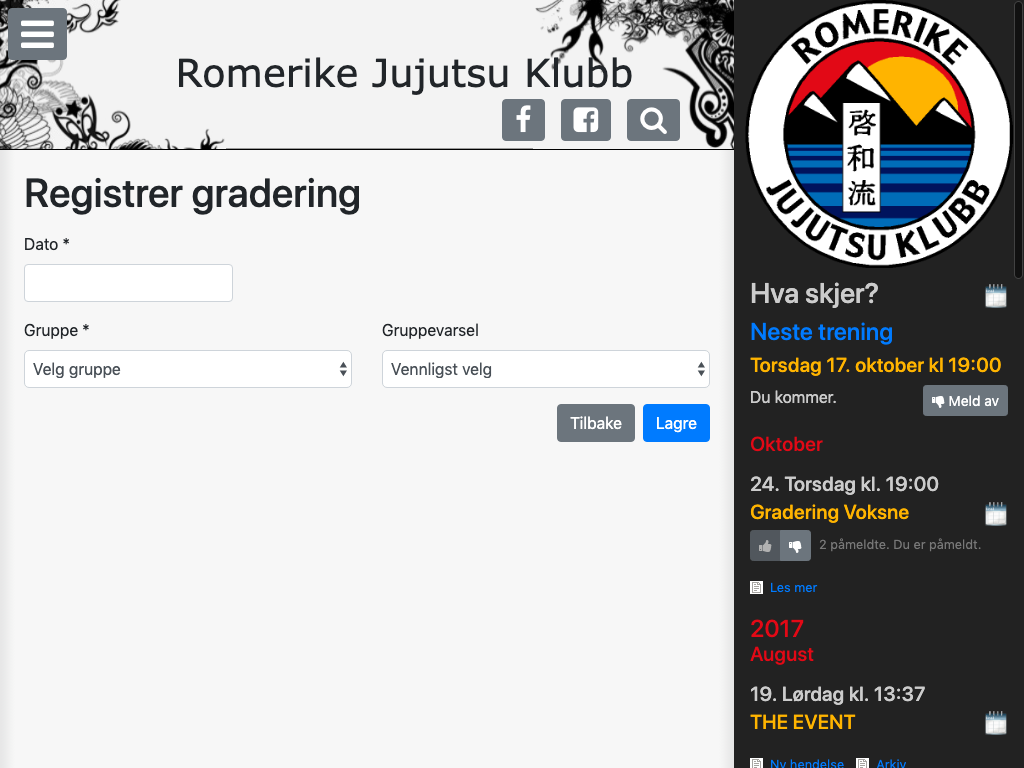 Romerike Jujutsu Klubb
Registrer gradering
Dato *
Gruppe *
Gruppevarsel
Velg gruppe
Vennligst velg
Tilbake
Lagre
ROMERIKE
啓和流
JUJUTSU KLUBB
Hva skjer?
Neste trening
Torsdag 17. oktober kl 19:00
Du kommer.
Meld av
Oktober
24. Torsdag kl. 19:00
Gradering Voksne
2 påmeldte. Du er påmeldt.
Les mer
2017
August
19. Lørdag kl. 13:37
THE EVENT
Ny hendelse
Arkiv